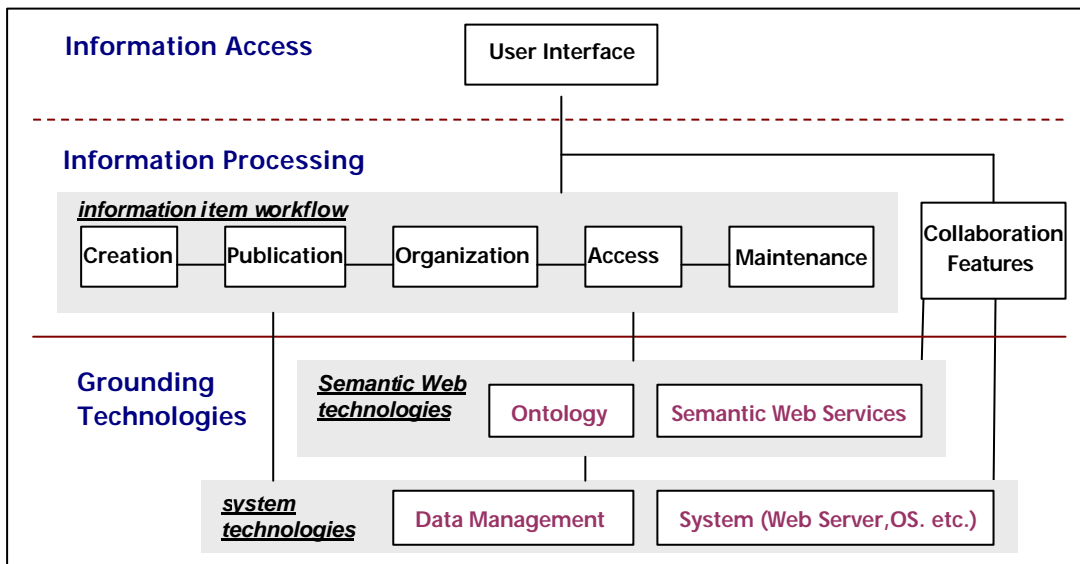 Information Access
User Interface
Information Processing
information item workflow
Creation
Publication
Organization
Access
Maintenance
Collaboration
Features
Grounding
Technologies
Semantic Web
technologies
Ontology
Semantic Web Services
system
technologies
Data Management
System (Web Server,OS. etc.)